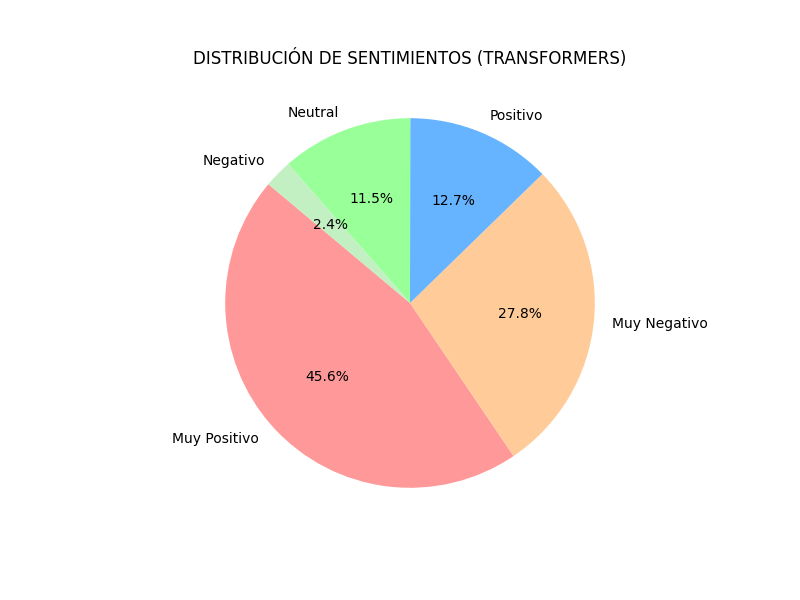 DISTRIBUCIÓN DE SENTIMIENTOS (TRANSFORMERS)
Neutral
Positivo
Negativo
11.5%
12.7%
2.4%
27.8%
Muy Negativo
45.6%
Muy Positivo